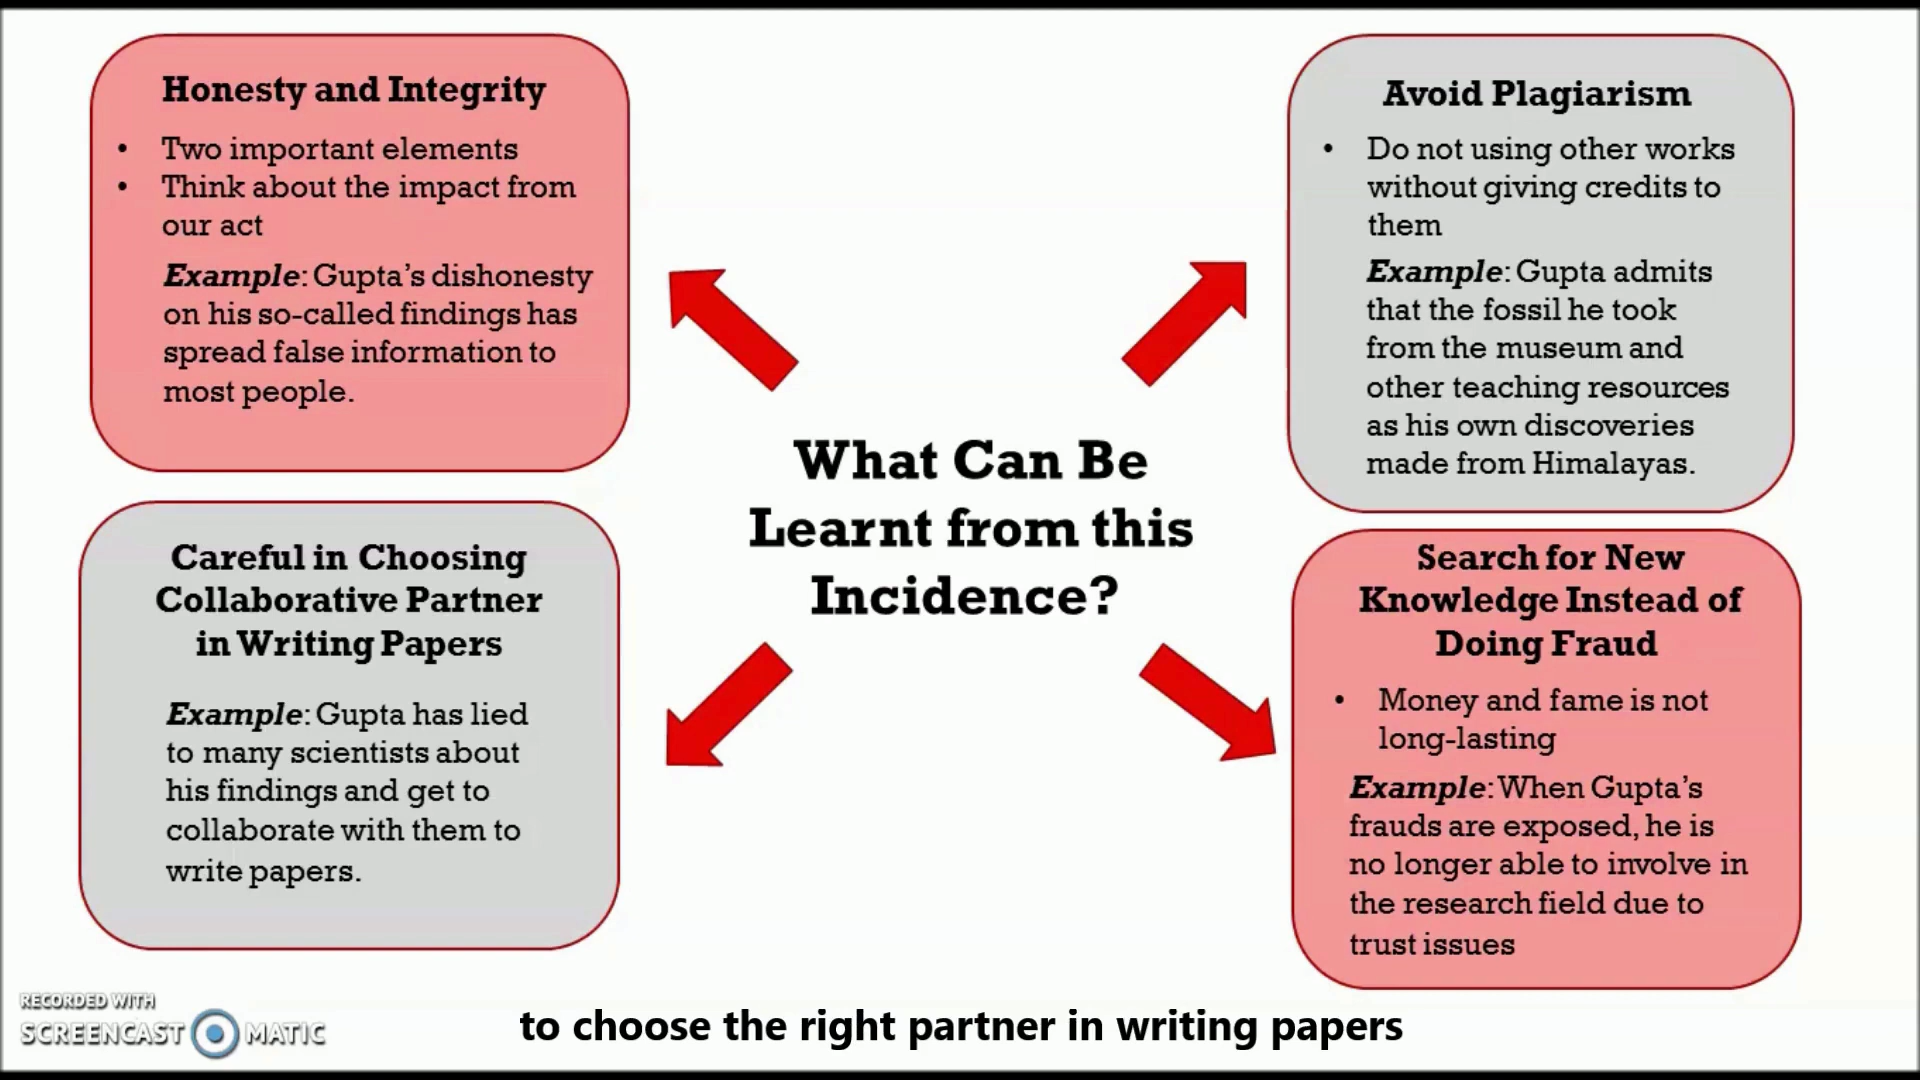 Honesty and Integrity
• Two important elements
• Think about the impact from
our act
Example: Gupta's dishonesty
on his so-called findings has
spread false information to
most people.
Avoid Plagiarism
• Do not using other works
without giving credits to
them
Example: Gupta admits
that the fossil he took
from the museum and
other teaching resources
as his own discoveries
made from Himalayas.
What Can Be
Learnt from this
Incidence?
Careful in Choosing
Collaborative Partner
in Writing Papers
Example: Gupta has lied
to many scientists about
his findings and get to
collaborate with them to
write papers.
Search for New
Knowledge Instead of
Doing Fraud
• Money and fame is not
long-lasting
Example: When Gupta's
frauds are exposed, he is
no longer able to involve in
the research field due to
trust issues
RECORDED WITH
SCREENCAST MATIC
to choose the right partner in writing papers